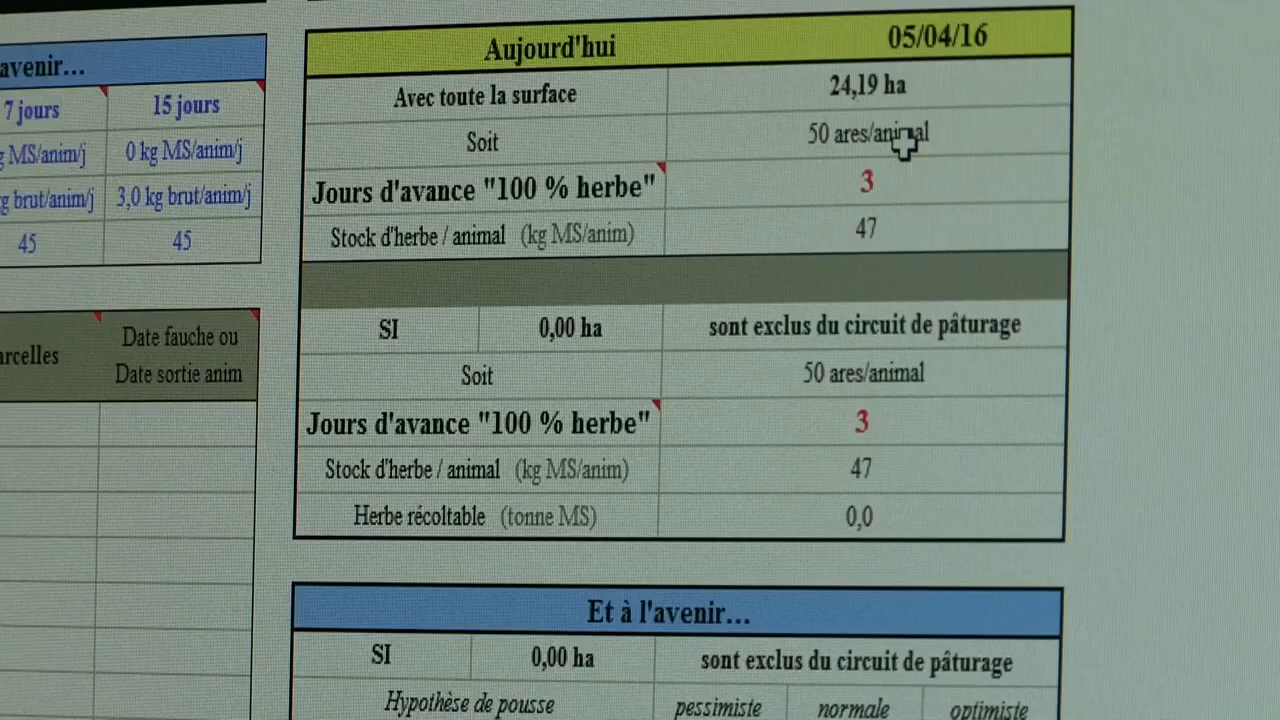 avenir...
7 jours 15 jours
MS/anim/j 0 kg MS/anim/j
brut/anim/j 3,0 kg brut/anim/j
45 45
Date fauche ou
Date sortie anim
Aujourd'hui 05/04/16
Avec toute la surface 24,19 ha
Soit 50 ares/animal
Jours d'avance "100 % herbe" 3
Stock d'herbe / animal (kg MS/anim) 47
SI 0,00 ha sont exclus du circuit de pâturage
Soit 50 ares/animal
Jours d'avance "100 % herbe" 3
Stock d'herbe / animal (kg MS/anim) 47
Herbe récoltable (tonne MS) 0,0
Et à l'avenir...
SI 0,00 ha sont exclus du circuit de pâturage
Hypothèse de pousse pessimiste normale optimiste